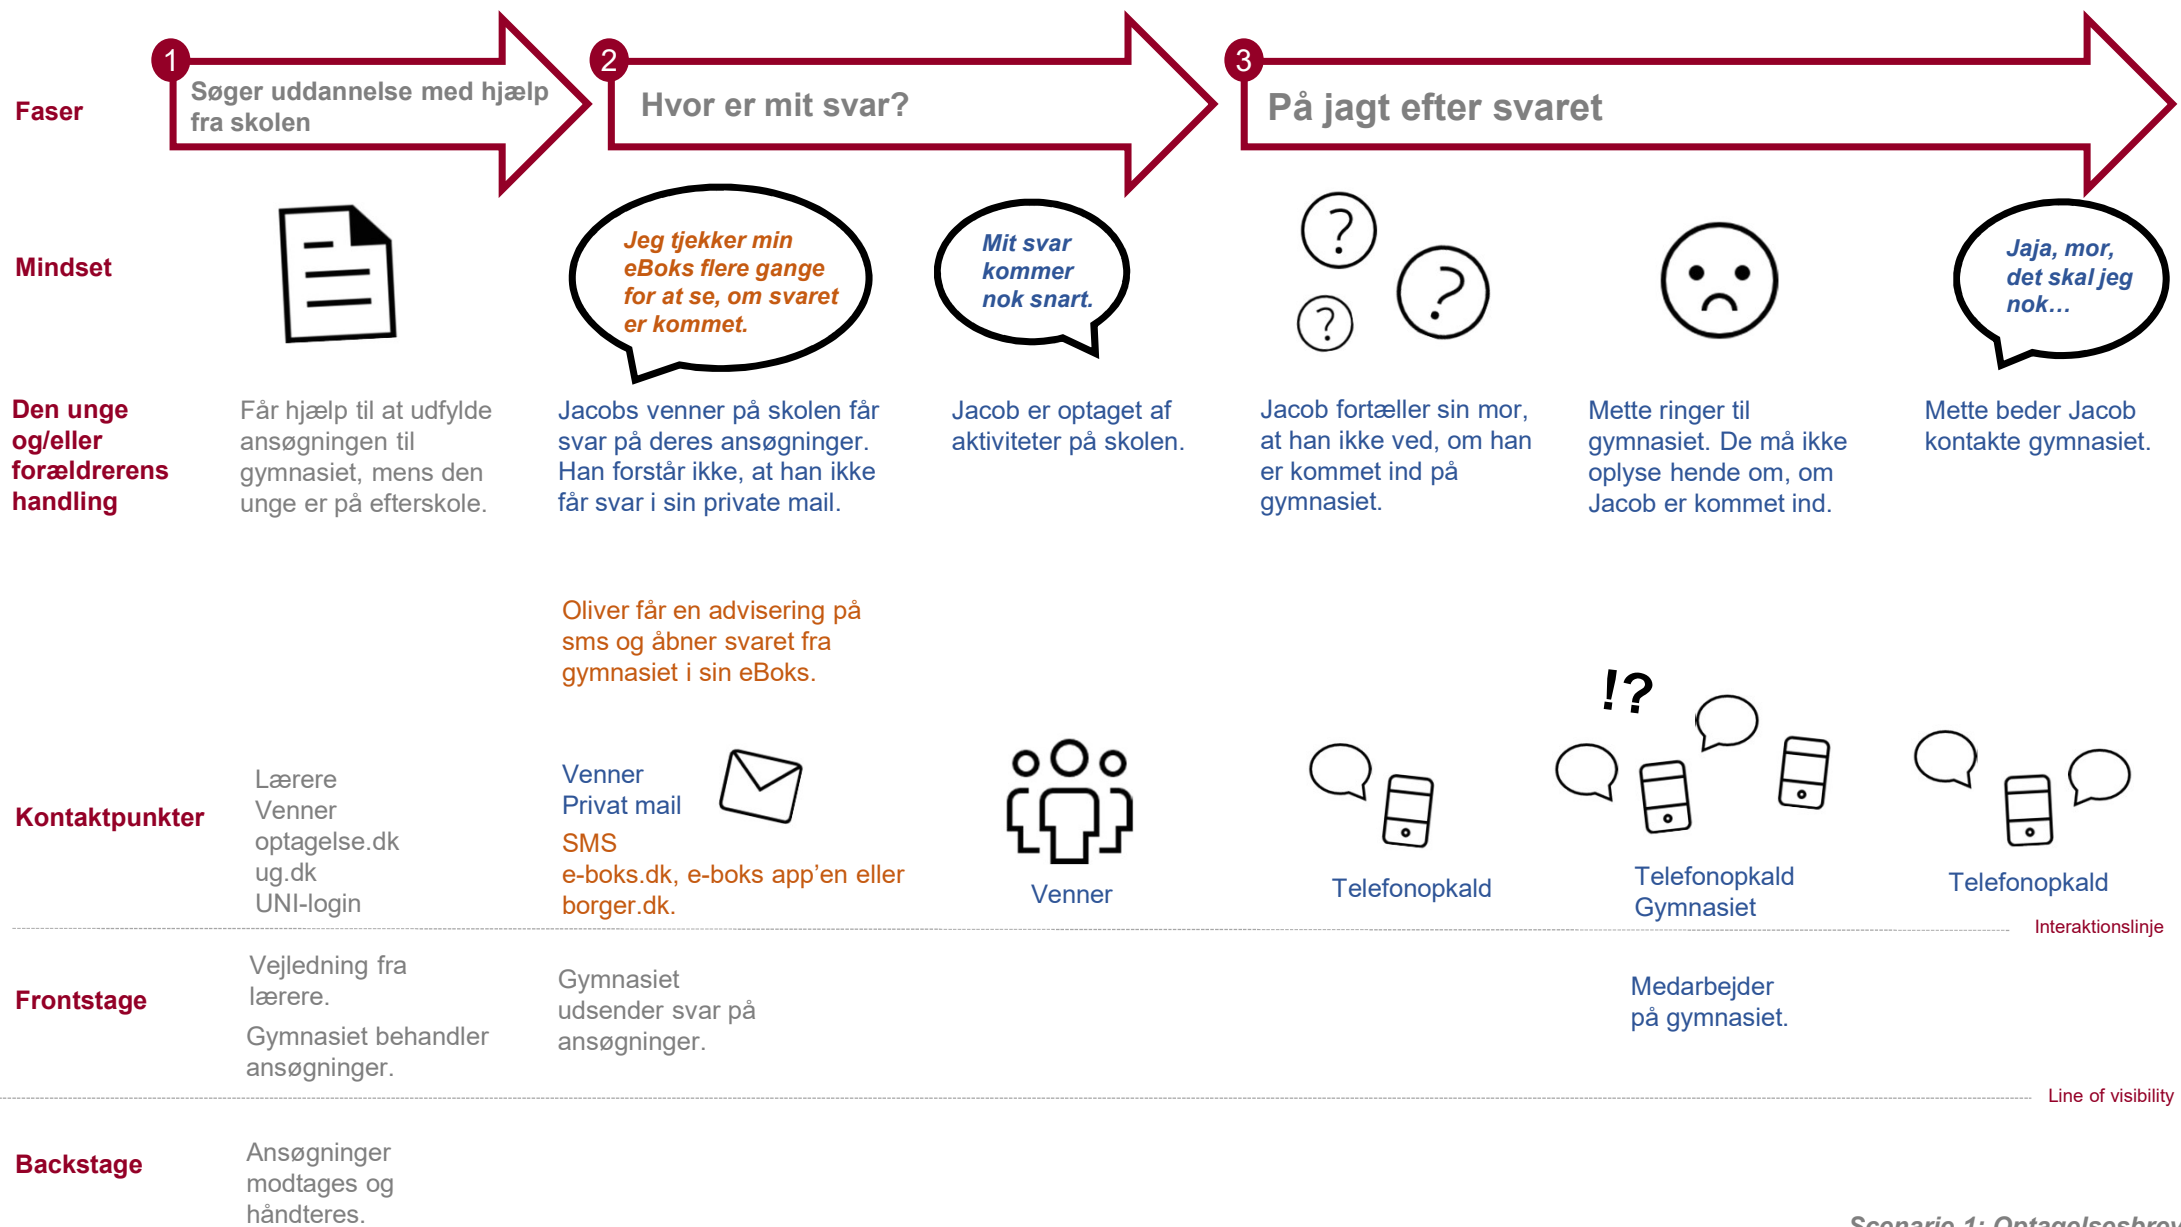 1
2
3
Faser
Søger uddannelse med hjælp
fra skolen
Hvor er mit svar?
På jagt efter svaret
Mindset
Jeg tjekker min
eBoks flere gange
for at se, om svaret
er kommet.
Mit svar
kommer
nok snart.
?
?
?
Jaja, mor,
det skal jeg
nok…
Den unge
og/eller
forældrerens
handling
Får hjælp til at udfylde
ansøgningen til
gymnasiet, mens den
unge er på efterskole.
Jacobs venner på skolen får
svar på deres ansøgninger.
Han forstår ikke, at han ikke
får svar i sin private mail.
Jacob er optaget af
aktiviteter på skolen.
Jacob fortæller sin mor,
at han ikke ved, om han
er kommet ind på
gymnasiet.
Mette ringer til
gymnasiet. De må ikke
oplyse hende om, om
Jacob er kommet ind.
Mette beder Jacob
kontakte gymnasiet.
Oliver får en advisering på
sms og åbner svaret fra
gymnasiet i sin eBoks.
!?
Kontaktpunkter
Lærere
Venner
optagelse.dk
ug.dk
UNI-login
Venner
Privat mail
SMS
e-boks.dk, e-boks app’en eller
borger.dk.
Venner
Telefonopkald
Telefonopkald
Gymnasiet
Telefonopkald
Interaktionslinje
Frontstage
Vejledning fra
lærere.
Gymnasiet behandler
ansøgninger.
Gymnasiet
udsender svar på
ansøgninger.
Medarbejder
på gymnasiet.
Line of visibility
Backstage
Ansøgninger
modtages og
håndteres.
Scenarie 1: Optagelsesbrev